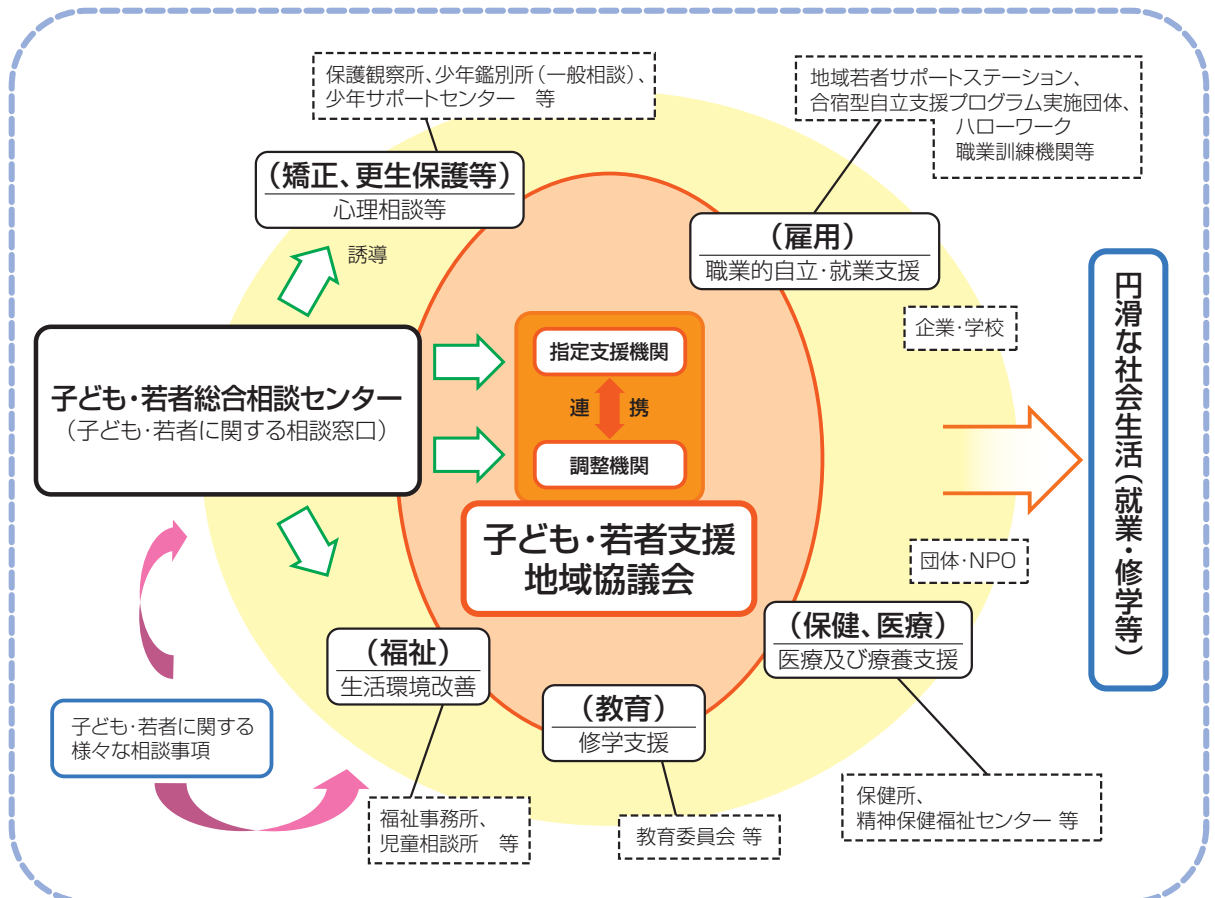 保護観察所、少年鑑別所（一般相談）、
少年サポートセンター　等
地域若者サポートステーション、
合宿型自立支援プログラム実施団体、
ハローワーク
職業訓練機関等
（矯正、更生保護等）
心理相談等
（雇用）
職業的自立・就業支援
誘導
企業・学校
子ども・若者総合相談センター
（子ども・若者に関する相談窓口）
指定支援機関
連　携
調整機関
子ども・若者支援
地域協議会
円滑な社会生活（就業・修学等）
団体・NPO
（福祉）
生活環境改善
（教育）
修学支援
（保健、医療）
医療及び療養支援
子ども・若者に関する
様々な相談事項
福祉事務所、
児童相談所　等
教育委員会 等
保健所、
精神保健福祉センター 等